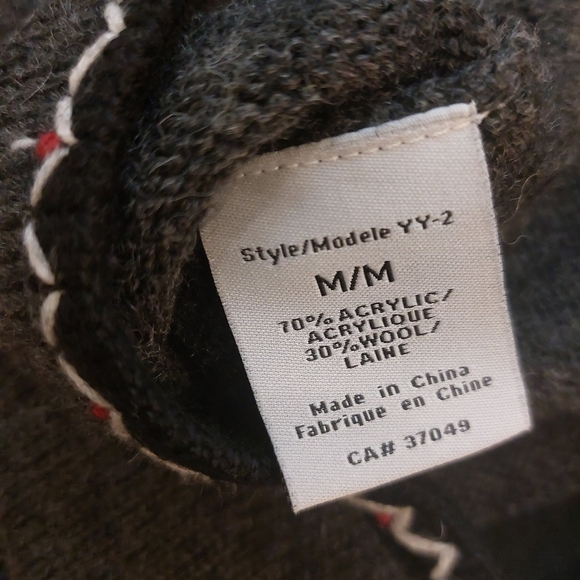 Style/Modele YY-2
M/M
70% ACRYLIC/
ACRYLIQUE
30%WOOL/
LAINE
Made in China
Fabrique en Chine
CA# 37049